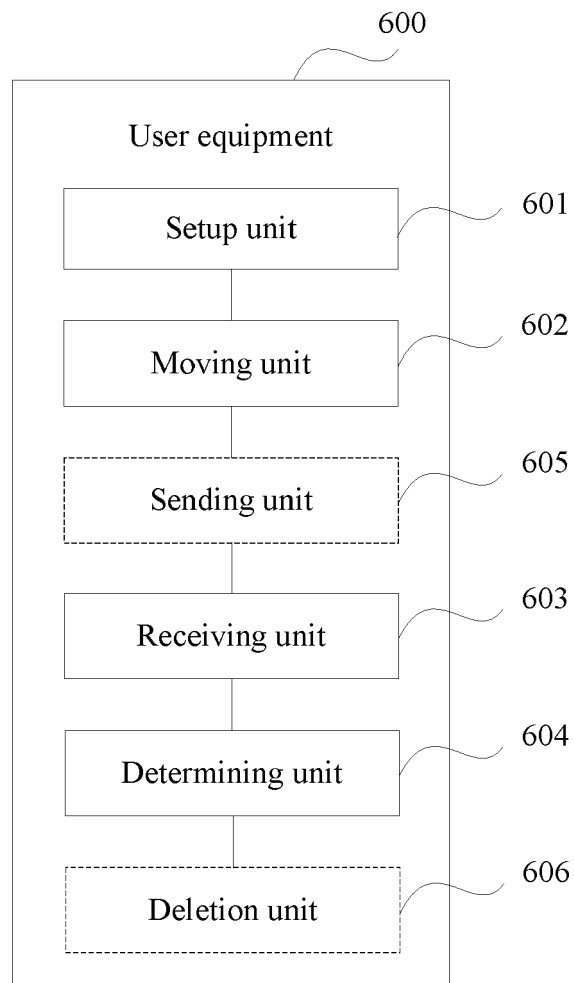 600
User equipment
Setup unit
601
Moving unit
602
Sending unit
605
Receiving unit
603
Determining unit
604
Deletion unit
606